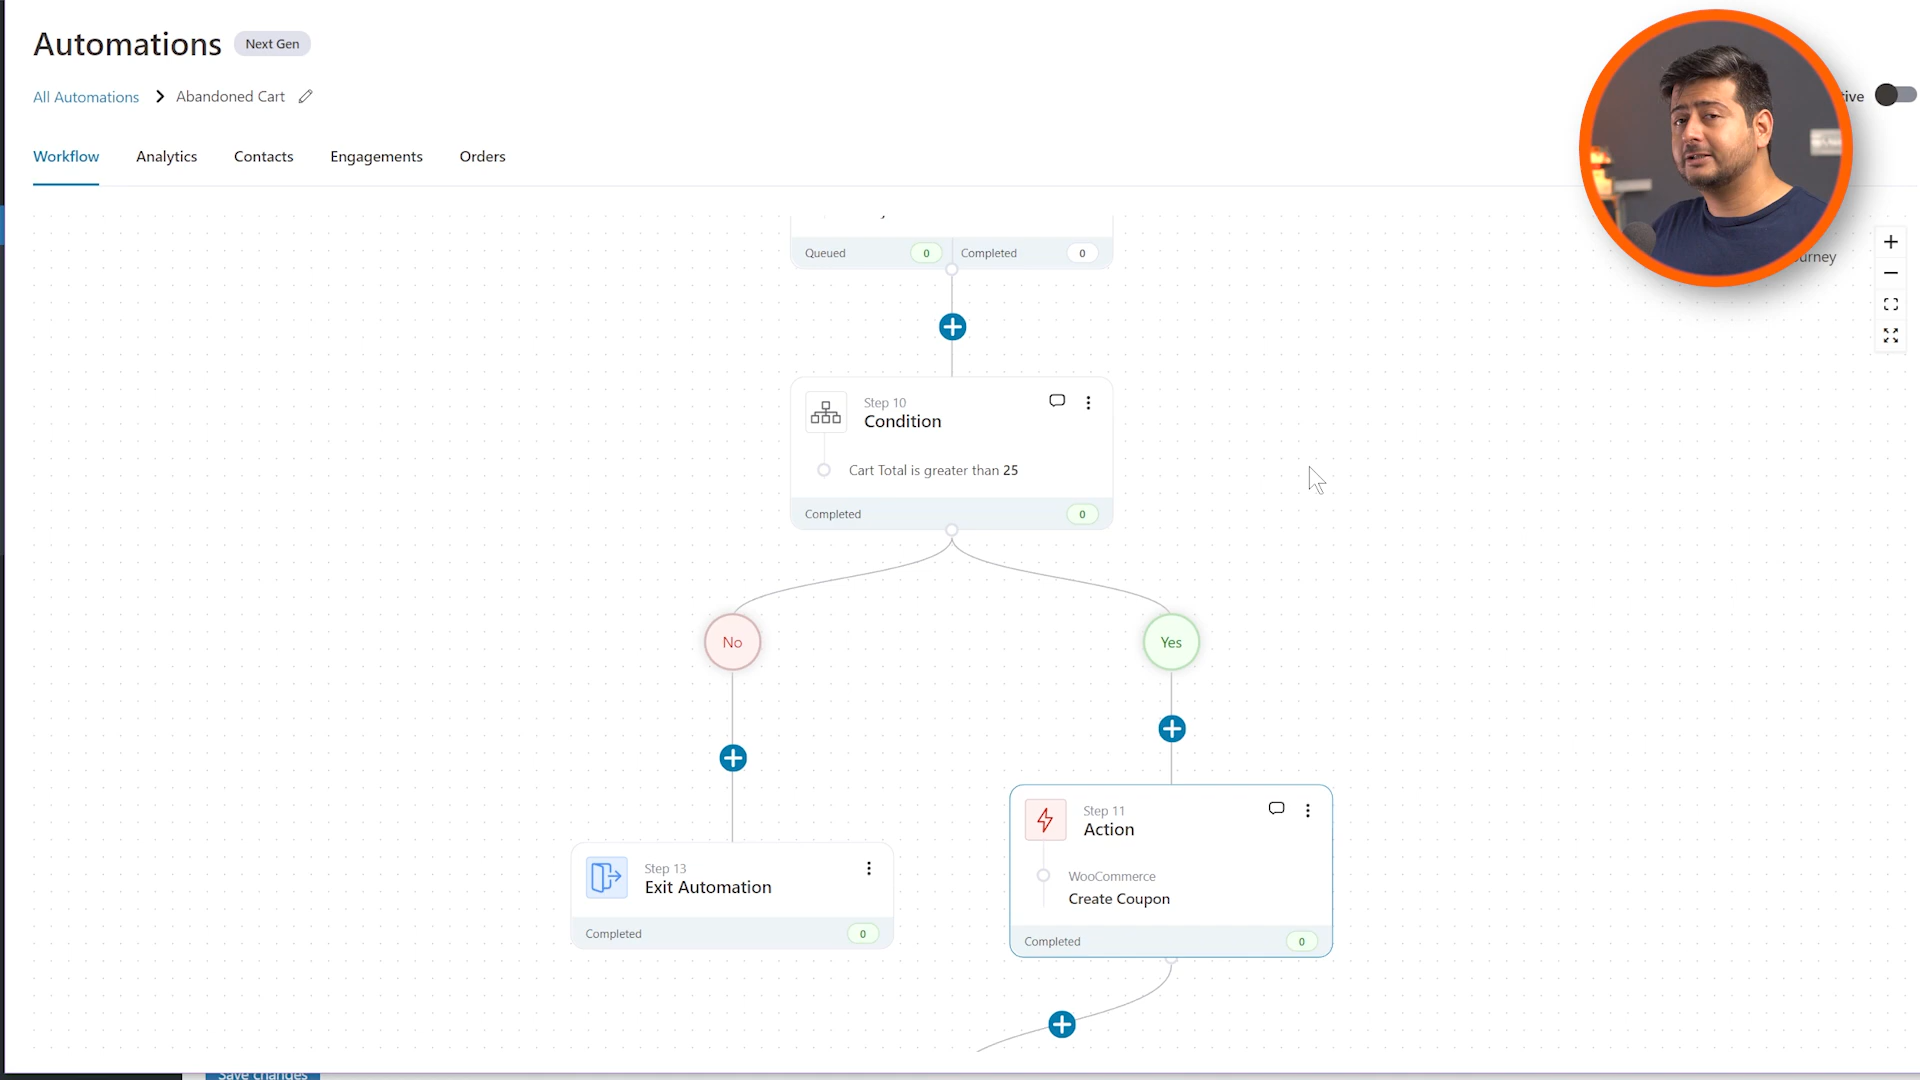 Automations Next Gen
All Automations Abandoned Cart
Workflow Analytics Contacts Engagements Orders
Queued 0 Completed 0
Step 10
Condition
Cart Total is greater than 25
Completed 0
No
Yes
Step 11
Action
WooCommerce
Create Coupon
Completed 0
Step 13
Exit Automation
Completed 0
Save changes